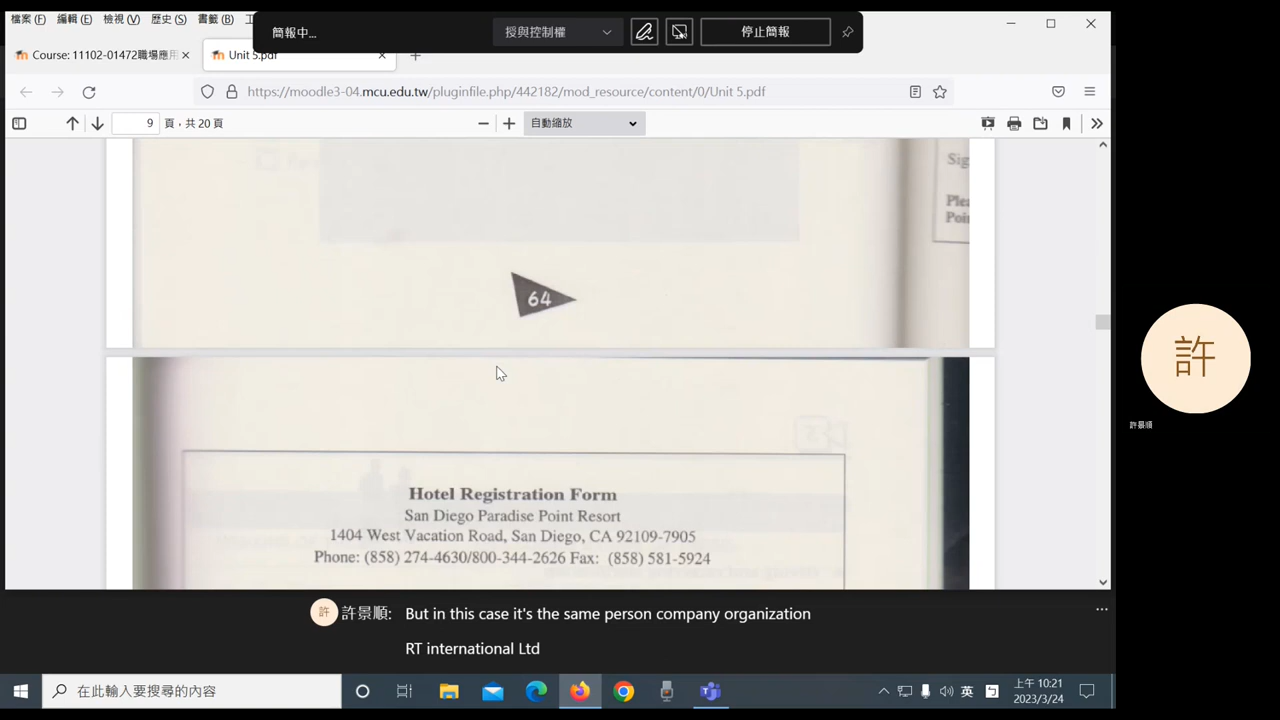 檔案 (F) 編輯 (E) 檢視 (V) 歷史 (S) 書籤 (B)
簡報中...
授與控制權
停止簡報
Course: 11102-01472職場應用
Unit 5.pdf
https://moodle3-04.mcu.edu.tw/pluginfile.php/442182/mod_resource/content/0/Unit 5.pdf
9 頁，共 20 頁
自動縮放
64
Hotel Registration Form
San Diego Paradise Point Resort
1404 West Vacation Road, San Diego, CA 92109-7905
Phone: (858) 274-4630/800-344-2626 Fax: (858) 581-5924
許
許景順
許 許景順: But in this case it's the same person company organization
RT international Ltd
在此輸入要搜尋的內容
英
上午 10:21
2023/3/24